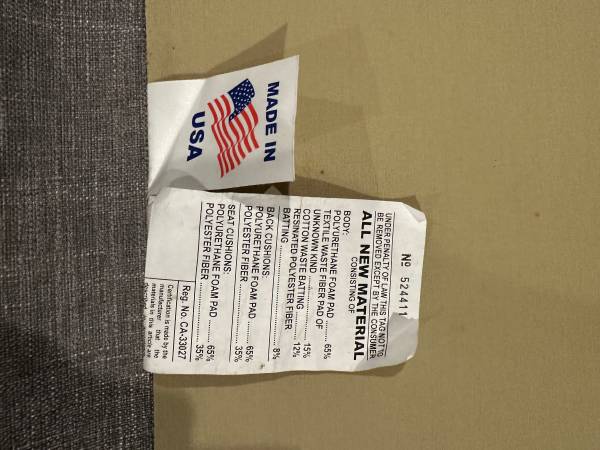 MADE IN
USA
Nº 524411
UNDER PENALTY OF LAW THIS TAG NOT TO
BE REMOVED EXCEPT BY THE CONSUMER
ALL NEW MATERIAL
CONSISTING OF
BODY:
POLYURETHANE FOAM PAD ........ 65%
TEXTILE WASTE FIBER PAD OF
UNKNOWN KIND ........ 15%
COTTON WASTE BATTING ........ 12%
RESINATED POLYESTER FIBER
BATTING ........ 8%
BACK CUSHIONS:
POLYURETHANE FOAM PAD ........ 65%
POLYESTER FIBER ........ 35%
SEAT CUSHIONS:
POLYURETHANE FOAM PAD ........ 65%
POLYESTER FIBER ........ 35%
Reg. No. CA-33027
Certification is made by the
manufacturer that the
materials in this article are